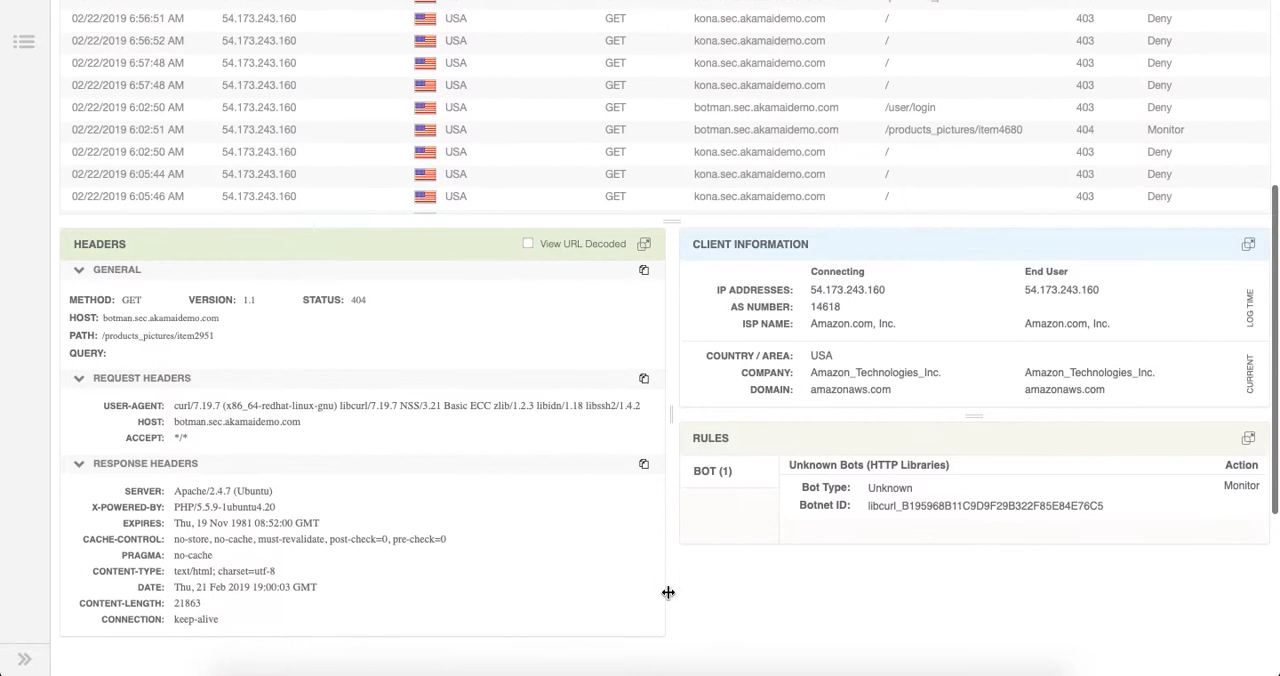 02/22/2019 6:56:51 AM 54.173.243.160 USA GET kona.sec.akamaidemo.com / 403 Deny
02/22/2019 6:56:52 AM 54.173.243.160 USA GET kona.sec.akamaidemo.com / 403 Deny
02/22/2019 6:57:48 AM 54.173.243.160 USA GET kona.sec.akamaidemo.com / 403 Deny
02/22/2019 6:57:48 AM 54.173.243.160 USA GET kona.sec.akamaidemo.com / 403 Deny
02/22/2019 6:02:50 AM 54.173.243.160 USA GET botman.sec.akamaidemo.com /user/login 403 Deny
02/22/2019 6:02:51 AM 54.173.243.160 USA GET botman.sec.akamaidemo.com /products_pictures/item4680 404 Monitor
02/22/2019 6:02:50 AM 54.173.243.160 USA GET kona.sec.akamaidemo.com / 403 Deny
02/22/2019 6:05:44 AM 54.173.243.160 USA GET kona.sec.akamaidemo.com / 403 Deny
02/22/2019 6:05:46 AM 54.173.243.160 USA GET kona.sec.akamaidemo.com / 403 Deny
HEADERS View URL Decoded
GENERAL
METHOD: GET VERSION: 1.1 STATUS: 404
HOST: botman.sec.akamaidemo.com
PATH: /products_pictures/item2951
QUERY:
REQUEST HEADERS
USER-AGENT: curl/7.19.7 (x86_64-redhat-linux-gnu) libcurl/7.19.7 NSS/3.21 Basic ECC zlib/1.2.3 libidn/1.18 libssh2/1.4.2
HOST: botman.sec.akamaidemo.com
ACCEPT: */*
RESPONSE HEADERS
SERVER: Apache/2.4.7 (Ubuntu)
X-POWERED-BY: PHP/5.5.9-1ubuntu4.20
EXPIRES: Thu, 19 Nov 1981 08:52:00 GMT
CACHE-CONTROL: no-store, no-cache, must-revalidate, post-check=0, pre-check=0
PRAGMA: no-cache
CONTENT-TYPE: text/html; charset=utf-8
DATE: Thu, 21 Feb 2019 19:00:03 GMT
CONTENT-LENGTH: 21863
CONNECTION: keep-alive
CLIENT INFORMATION
Connecting End User
IP ADDRESSES: 54.173.243.160 54.173.243.160
AS NUMBER: 14618
ISP NAME: Amazon.com, Inc. Amazon.com, Inc.
LOG TIME
COUNTRY / AREA: USA
COMPANY: Amazon_Technologies_Inc. Amazon_Technologies_Inc.
DOMAIN: amazonaws.com amazonaws.com
CURRENT
RULES
BOT (1)
Unknown Bots (HTTP Libraries) Action
Bot Type: Unknown Monitor
Botnet ID: libcurl_B195968B11C9D9F29B322F85E84E76C5